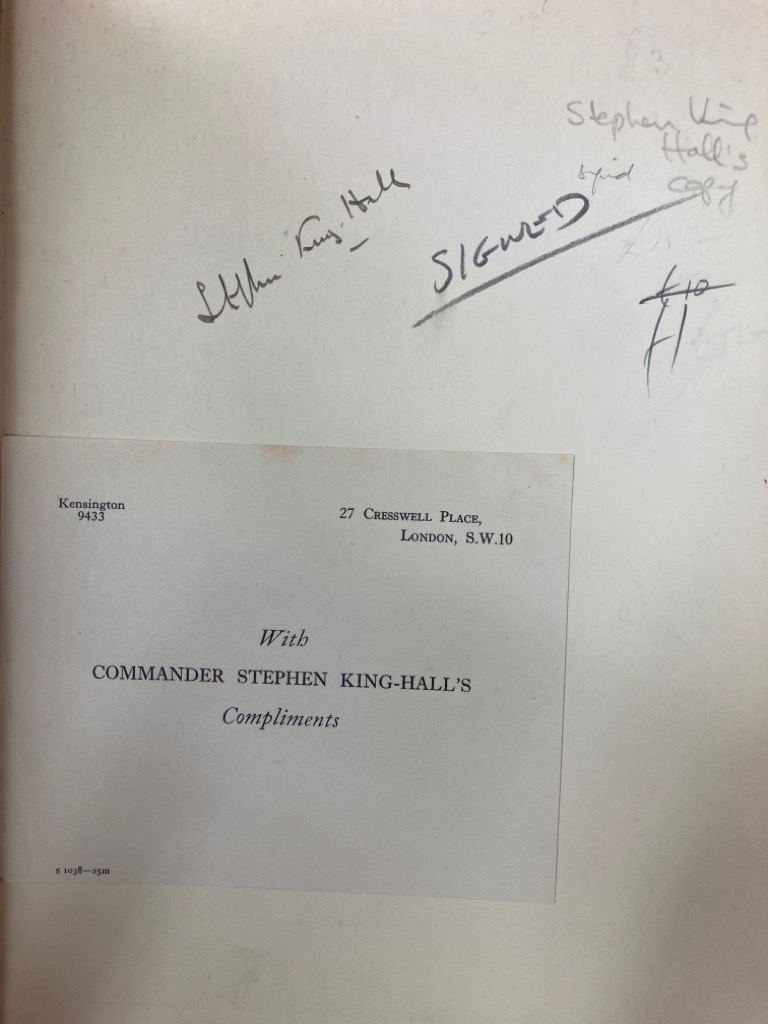 Stephen King
Hall's
signed copy
Stephen King-Hall
SIGNED
£15
£10
Kensington
9433
27 CRESSWELL PLACE,
LONDON, S.W.10
With
COMMANDER STEPHEN KING-HALL'S
Compliments
S 1038—25m